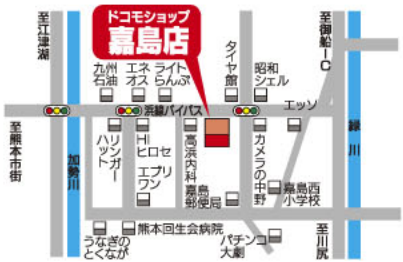 ドコモショップ
嘉島店
至江津湖
至御船IC
九州
石油
エネ
オス
ライト
らんぷ
タイヤ
館
昭和
シェル
エッソ
浜線バイパス
至熊本市街
加勢川
緑川
ハリンガー
ハット
HI
ヒロセ
エブリ
ワン
高浜内科
嘉島
郵便局
カメラの中野
嘉島西
小学校
至川尻
うなぎの
とくなが
熊本回生会病院
パチンコ
大劇